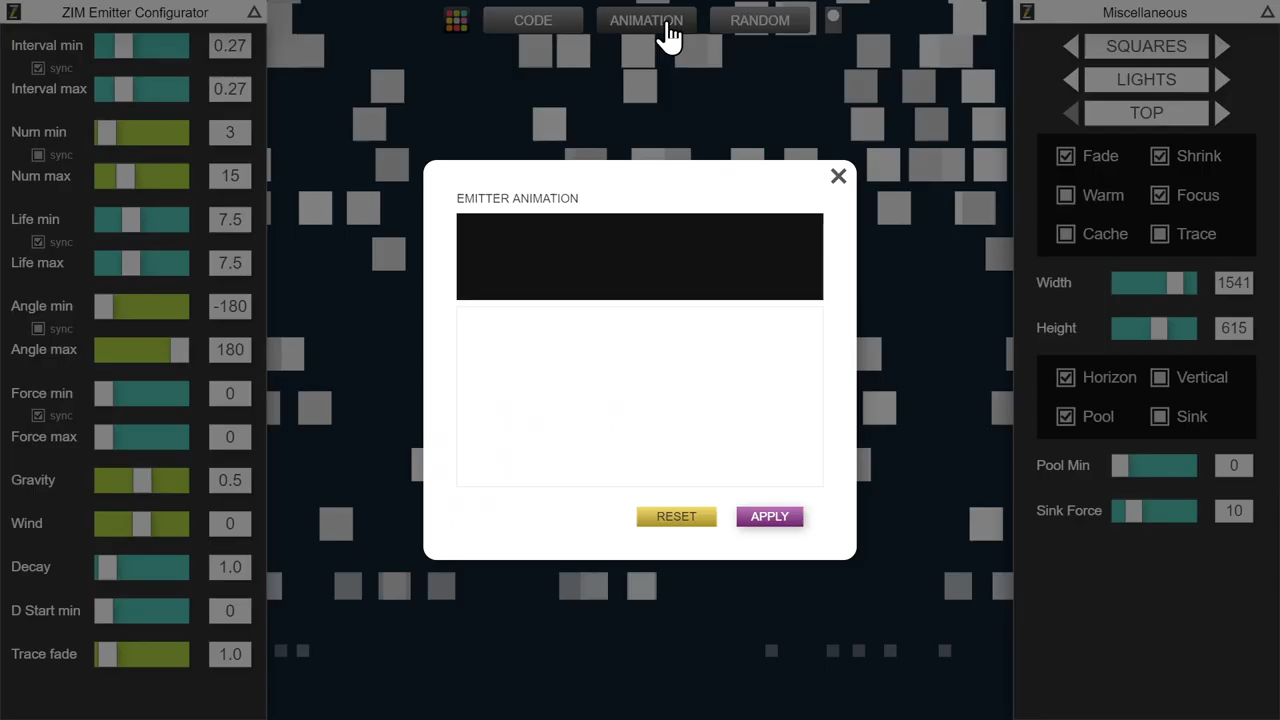 ZIM Emitter Configurator
Interval min 0.27
sync
Interval max 0.27
Num min 3
sync
Num max 15
Life min 7.5
sync
Life max 7.5
Angle min -180
sync
Angle max 180
Force min 0
sync
Force max 0
Gravity 0.5
Wind 0
Decay 1.0
D Start min 0
Trace fade 1.0
CODE ANIMATION RANDOM
EMITTER ANIMATION
RESET APPLY
Miscellaneous
SQUARES
LIGHTS
TOP
Fade Shrink
Warm Focus
Cache Trace
Width 1541
Height 615
Horizon Vertical
Pool Sink
Pool Min 0
Sink Force 10